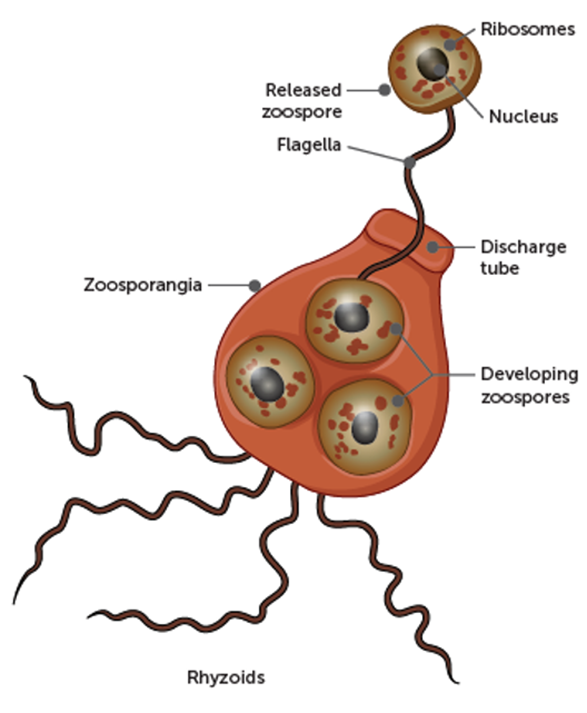 Ribosomes
Released
zoospore
Nucleus
Flagella
Discharge
tube
Zoosporangia
Developing
zoospores
Rhyzoids